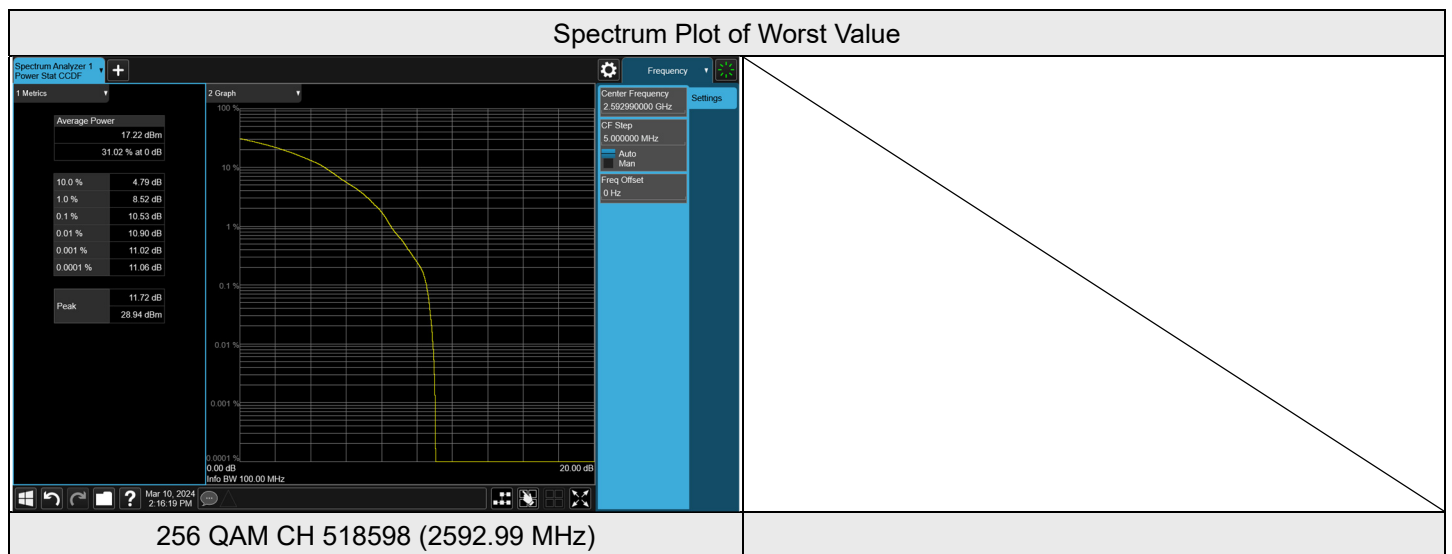 Spectrum Plot of Worst Value
Spectrum Analyzer 1
Power Stat CCDF
Frequency
1 Metrics
2 Graph
Center Frequency
2.592990000 GHz
Settings
CF Step
5.000000 MHz
Auto
Man
Freq Offset
0 Hz
Average Power
17.22 dBm
31.02 % at 0 dB
10.0 % 4.79 dB
1.0 % 8.52 dB
0.1 % 10.53 dB
0.01 % 10.90 dB
0.001 % 11.02 dB
0.0001 % 11.06 dB
Peak 11.72 dB
28.94 dBm
100 %
10 %
1 %
0.1 %
0.01 %
0.001 %
0.0001 %
0.00 dB 20.00 dB
Info BW 100.00 MHz
? Mar 10, 2024
2:16:19 PM
256 QAM CH 518598 (2592.99 MHz)